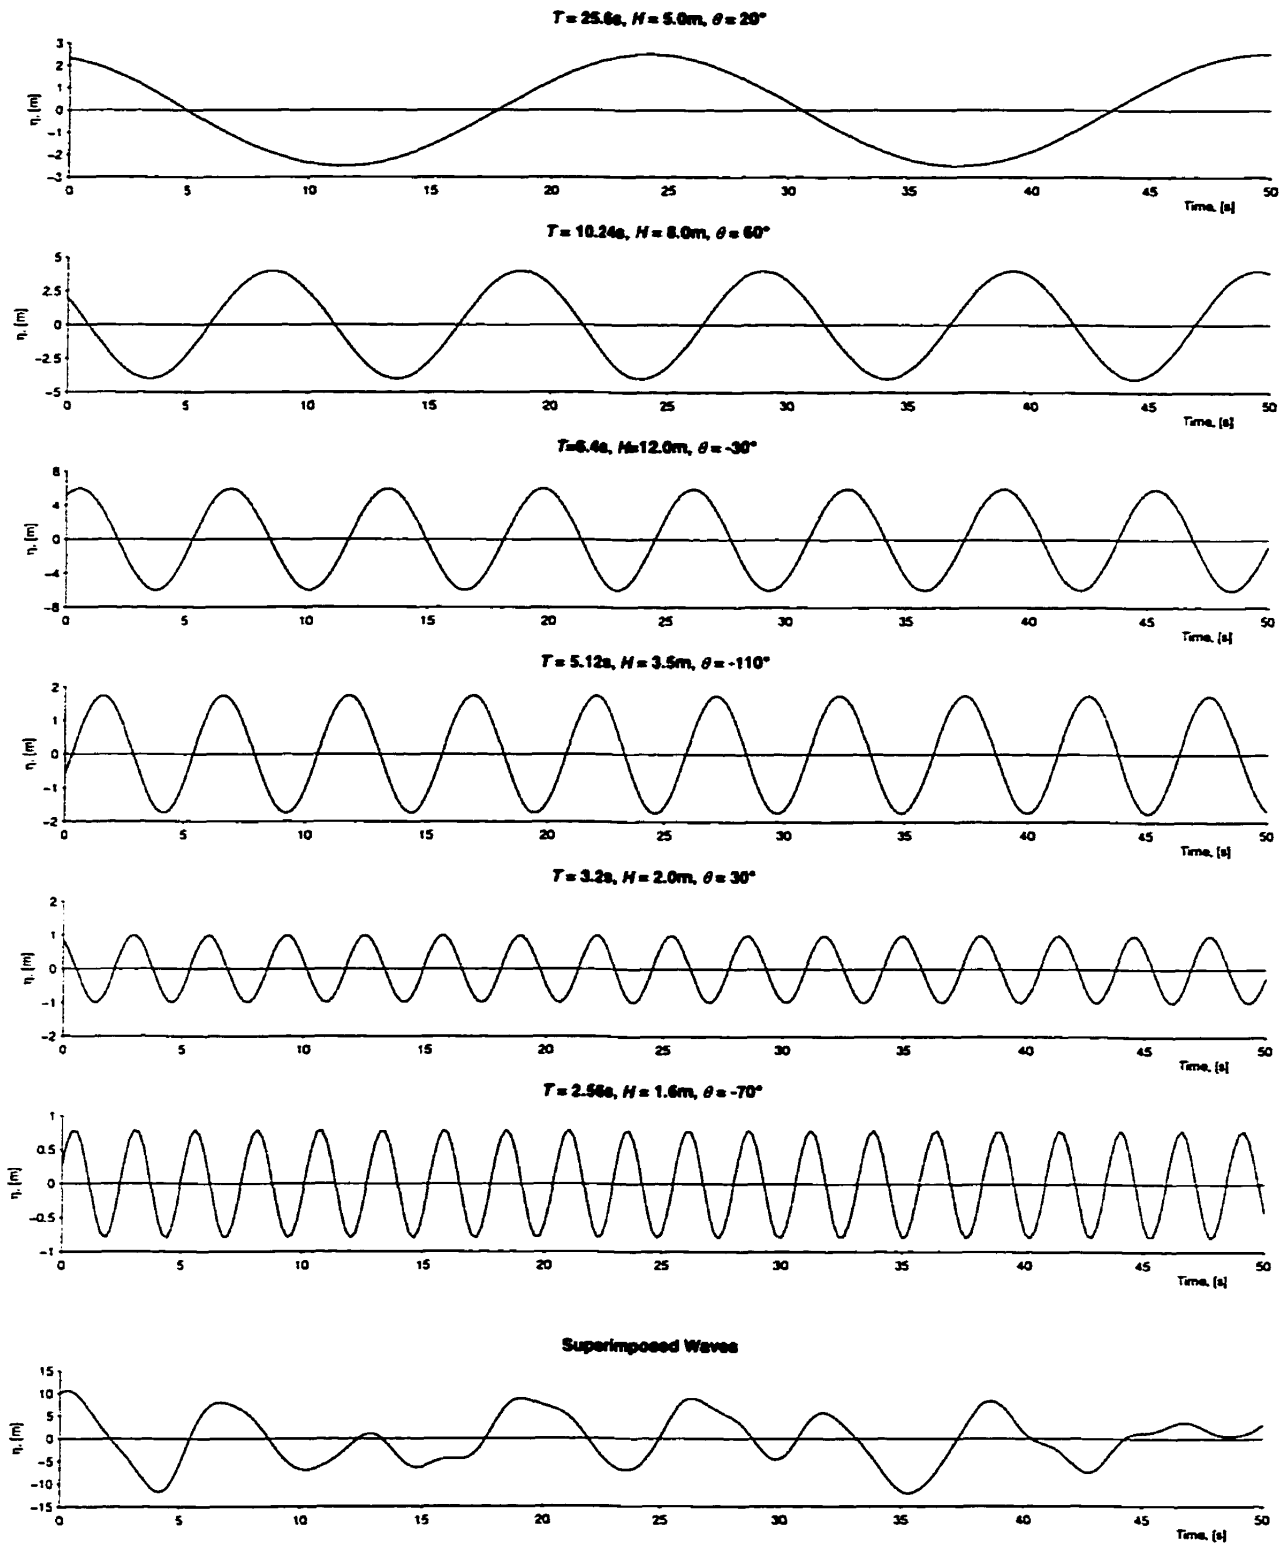 T = 25.6s, H = 5.0m, θ = 20°
3
2
1
0
-1
-2
-3
η, [m]
0 5 10 15 20 25 30 35 40 45 50
Time, [s]
T = 10.24s, H = 8.0m, θ = 60°
5
2.5
0
-2.5
-5
η, [m]
0 5 10 15 20 25 30 35 40 45 50
Time, [s]
T=6.4s, H=12.0m, θ = -30°
8
4
0
-4
-8
η, [m]
0 5 10 15 20 25 30 35 40 45 50
Time, [s]
T = 5.12s, H = 3.5m, θ = -110°
2
1
0
-1
-2
η, [m]
0 5 10 15 20 25 30 35 40 45 50
Time, [s]
T = 3.2s, H = 2.0m, θ = 30°
2
1
0
-1
-2
η, [m]
0 5 10 15 20 25 30 35 40 45 50
Time, [s]
T = 2.56s, H = 1.6m, θ = -70°
1
0.5
0
-0.5
-1
η, [m]
0 5 10 15 20 25 30 35 40 45 50
Time, [s]
Superimposed Waves
15
10
5
0
-5
-10
-15
η, [m]
0 5 10 15 20 25 30 35 40 45 50
Time, [s]